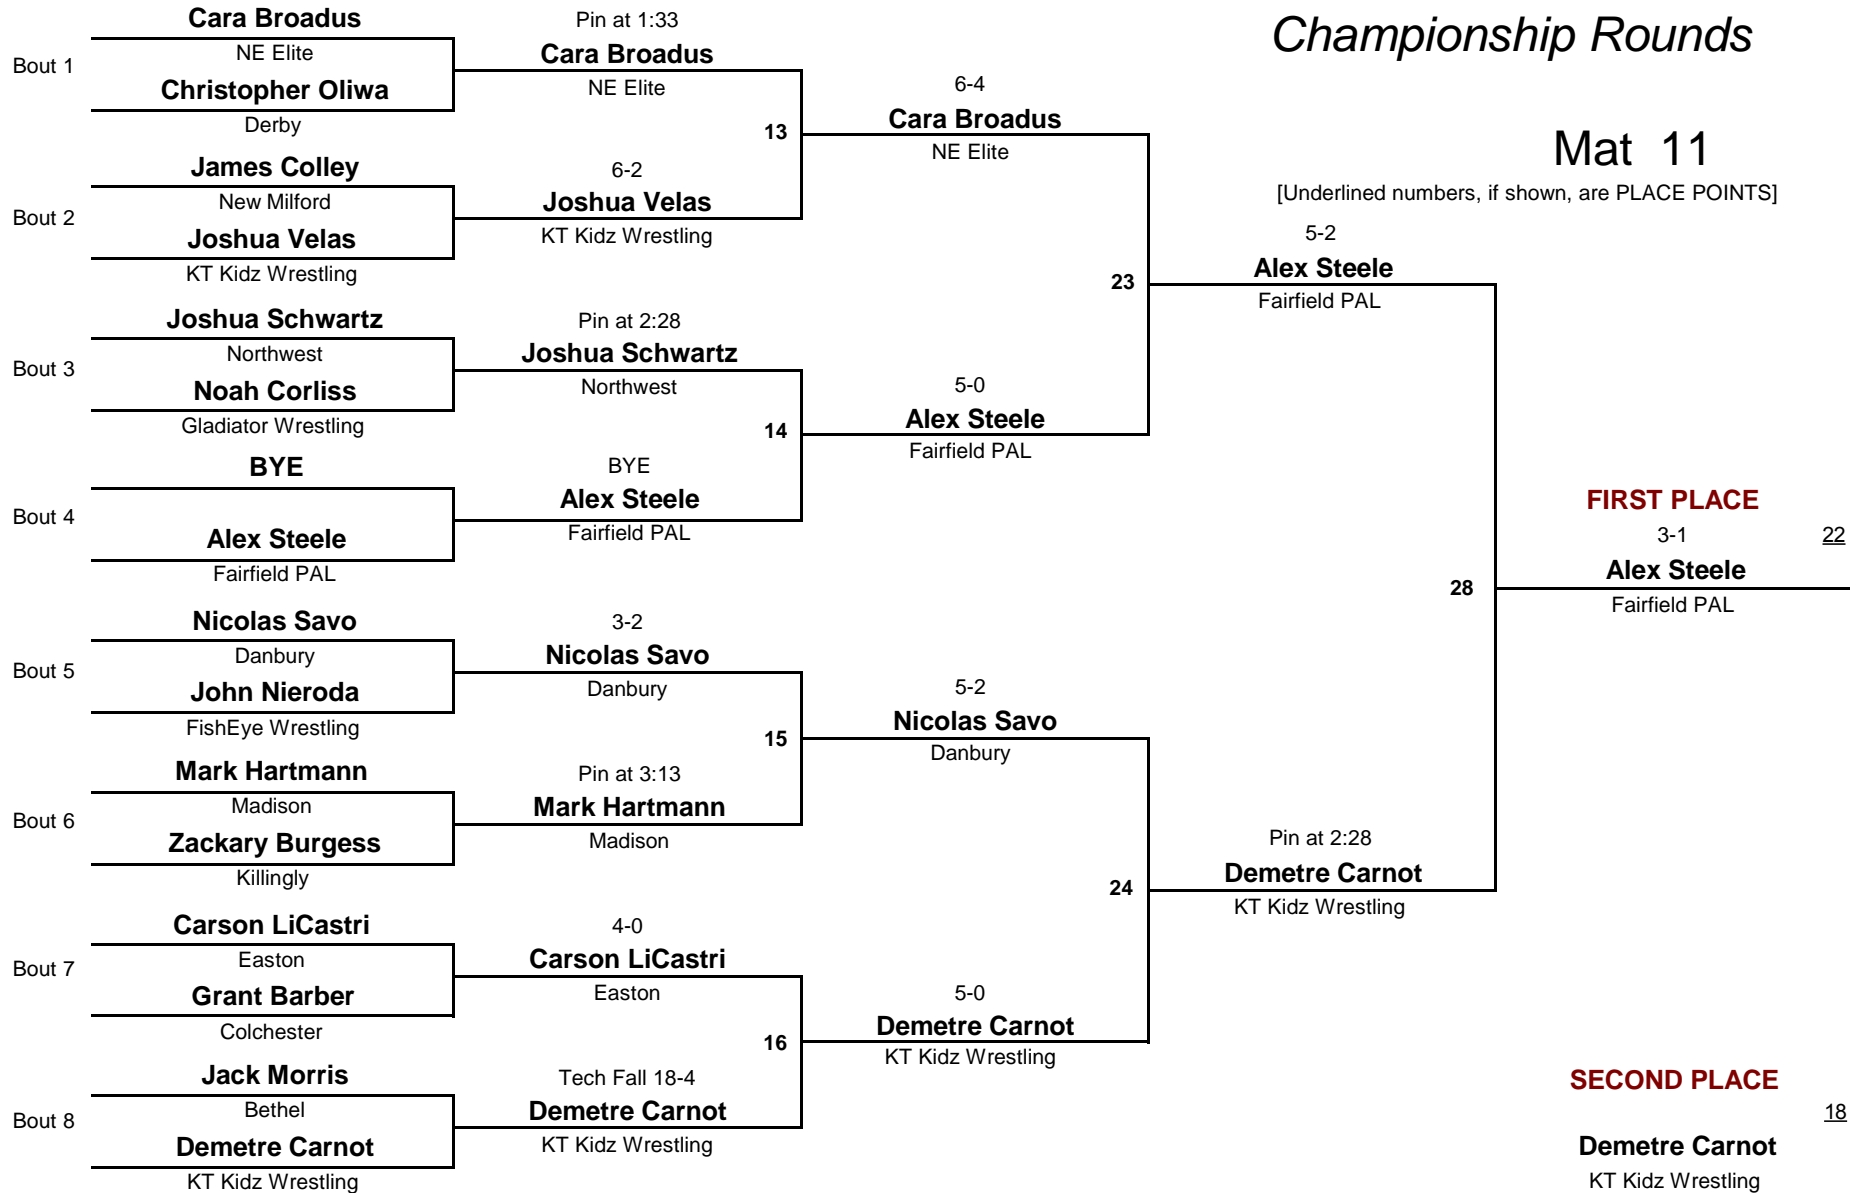 Championship Rounds
Mat 11
[Underlined numbers, if shown, are PLACE POINTS]
Bout 1
Cara Broadus
NE Elite
Christopher Oliwa
Derby
Bout 2
James Colley
New Milford
Joshua Velas
KT Kidz Wrestling
Bout 3
Joshua Schwartz
Northwest
Noah Corliss
Gladiator Wrestling
Bout 4
BYE
Alex Steele
Fairfield PAL
Bout 5
Nicolas Savo
Danbury
John Nieroda
FishEye Wrestling
Bout 6
Mark Hartmann
Madison
Zackary Burgess
Killingly
Bout 7
Carson LiCastri
Easton
Grant Barber
Colchester
Bout 8
Jack Morris
Bethel
Demetre Carnot
KT Kidz Wrestling
Pin at 1:33
Cara Broadus
NE Elite
13
6-2
Joshua Velas
KT Kidz Wrestling
Pin at 2:28
Joshua Schwartz
Northwest
14
BYE
Alex Steele
Fairfield PAL
3-2
Nicolas Savo
Danbury
15
Pin at 3:13
Mark Hartmann
Madison
4-0
Carson LiCastri
Easton
16
Tech Fall 18-4
Demetre Carnot
KT Kidz Wrestling
6-4
Cara Broadus
NE Elite
23
5-0
Alex Steele
Fairfield PAL
5-2
Nicolas Savo
Danbury
24
5-0
Demetre Carnot
KT Kidz Wrestling
5-2
Alex Steele
Fairfield PAL
28
Pin at 2:28
Demetre Carnot
KT Kidz Wrestling
FIRST PLACE
3-1
22
Alex Steele
Fairfield PAL
SECOND PLACE
18
Demetre Carnot
KT Kidz Wrestling